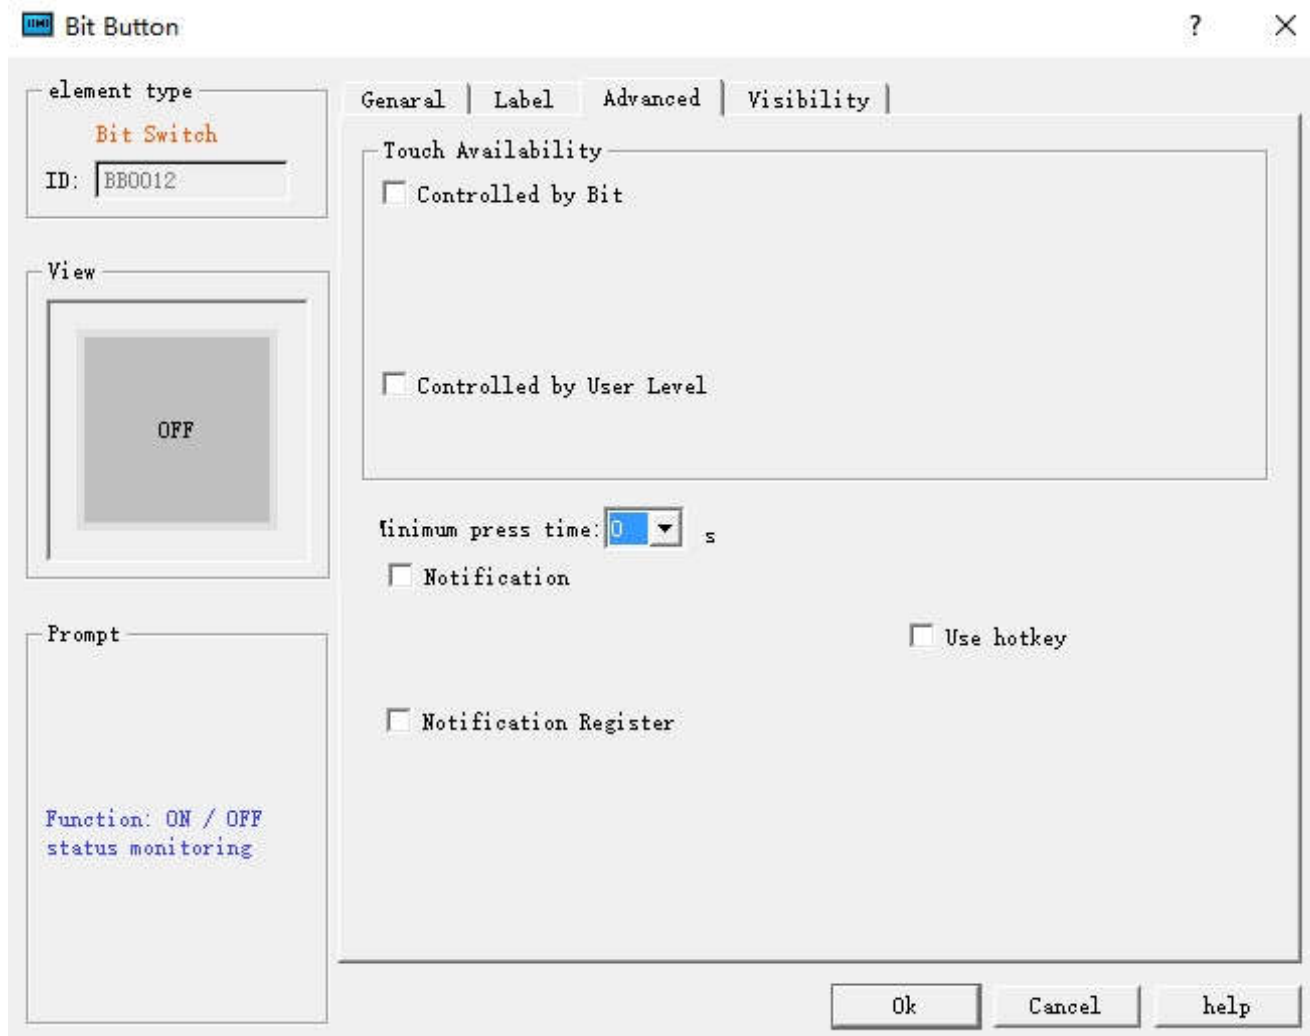 Bit Button
?
element type
Bit Switch
ID: BB0012
View
OFF
Prompt
Function: ON / OFF
status monitoring
Genaral
Label
Advanced
Visibility
Touch Availability
Controlled by Bit
Controlled by User Level
Minimum press time: 0 s
Notification
Use hotkey
Notification Register
Ok
Cancel
help